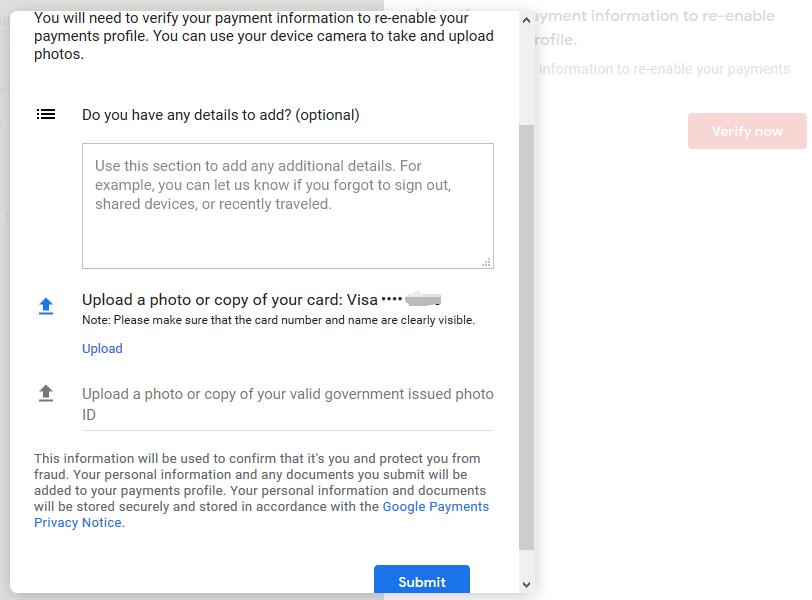 You will need to verify your payment information to re-enable your
payments profile. You can use your device camera to take and upload
photos.
Do you have any details to add? (optional)
Use this section to add any additional details. For
example, you can let us know if you forgot to sign out,
shared devices, or recently traveled.
Upload a photo or copy of your card: Visa ••••
Note: Please make sure that the card number and name are clearly visible.
Upload
Upload a photo or copy of your valid government issued photo
ID
This information will be used to confirm that it's you and protect you from
fraud. Your personal information and any documents you submit will be
added to your payments profile. Your personal information and documents
will be stored securely and stored in accordance with the Google Payments
Privacy Notice.
Submit
ayment information to re-enable
rofile.
information to re-enable your payments
Verify now